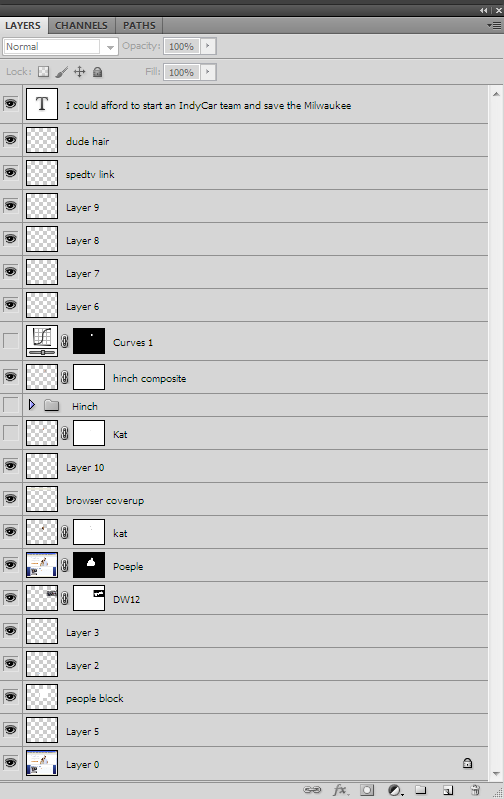 LAYERS CHANNELS PATHS
Normal Opacity: 100%
Lock: Fill: 100%
T I could afford to start an IndyCar team and save the Milwaukee
dude hair
spedtv link
Layer 9
Layer 8
Layer 7
Layer 6
Curves 1
hinch composite
Hinch
Kat
Layer 10
browser coverup
kat
Poeple
DW12
Layer 3
Layer 2
people block
Layer 5
Layer 0
fx